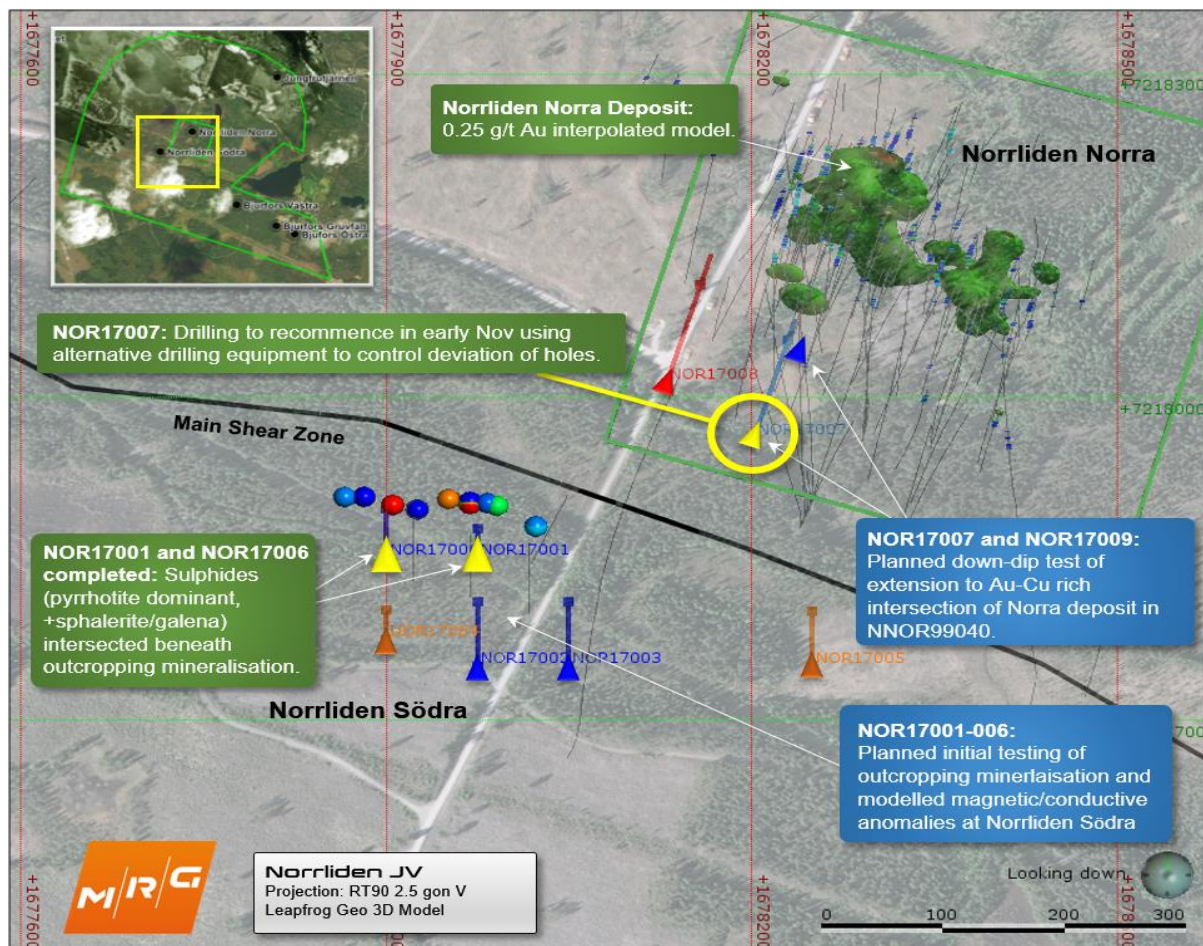 +1677600
+1677900
+1678200
+1678500
Jungfrutjärnen
Norrliden Norra
Norrliden Södra
Bjurfors Västra
Bjurfors Gruvfält
Bjufors Östra
+7218300
Norrliden Norra Deposit:
0.25 g/t Au interpolated model.
Norrliden Norra
NOR17007: Drilling to recommence in early Nov using
alternative drilling equipment to control deviation of holes.
NOR17008
+7218000
NOR17007
Main Shear Zone
NOR17001 and NOR17006
completed: Sulphides
(pyrrhotite dominant,
+sphalerite/galena)
intersected beneath
outcropping mineralisation.
NOR17001
NOR17007 and NOR17009:
Planned down-dip test of
extension to Au-Cu rich
intersection of Norra deposit in
NNOR99040.
NOR17002
NOR17003
NOR17005
Norrliden Södra
NOR17001-006:
Planned initial testing of
outcropping minerlaisation and
modelled magnetic/conductive
anomalies at Norrliden Södra
M/R/G
Norrliden JV
Projection: RT90 2.5 gon V
Leapfrog Geo 3D Model
Looking down
0 100 200 300
+1677600
+1678200